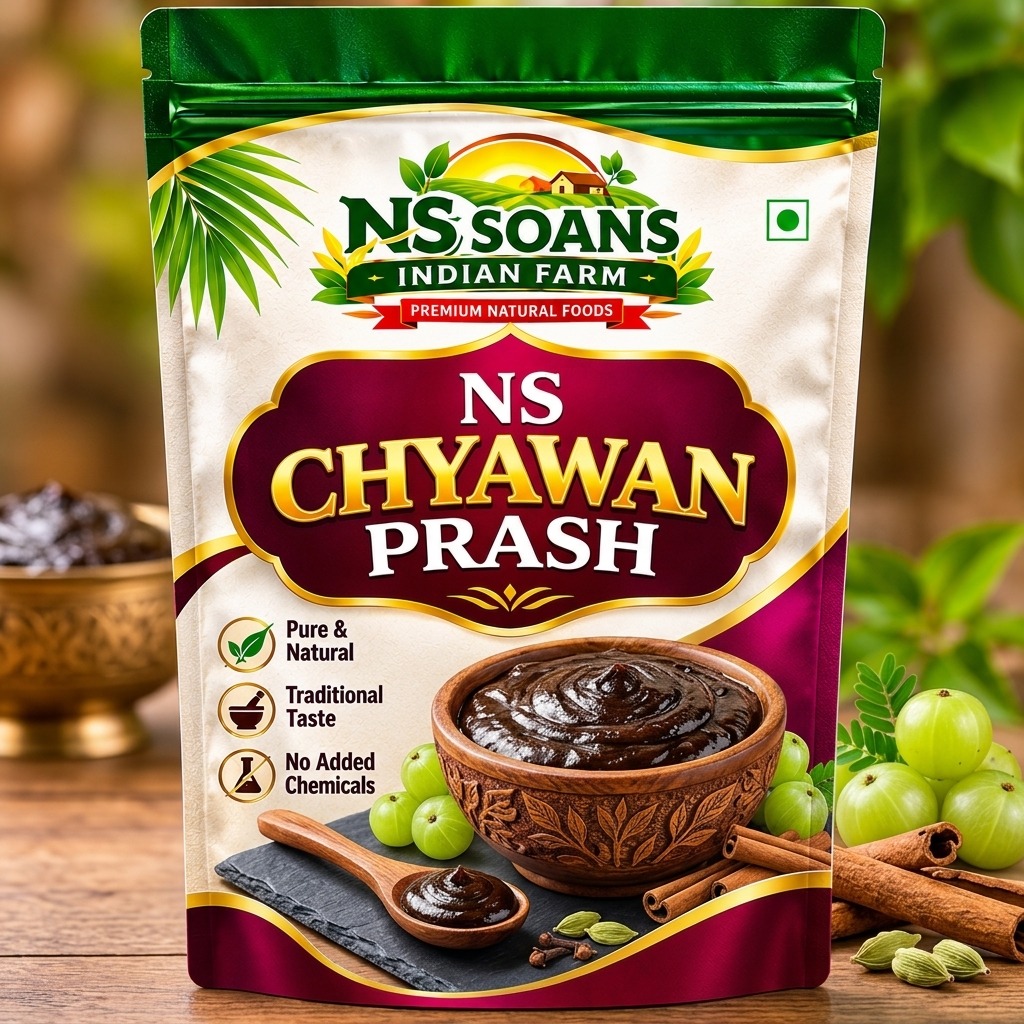 NS SOANS
INDIAN FARM
PREMIUM NATURAL FOODS
NS
CHYAWAN
PRASH
Pure &
Natural
Traditional
Taste
No Added
Chemicals